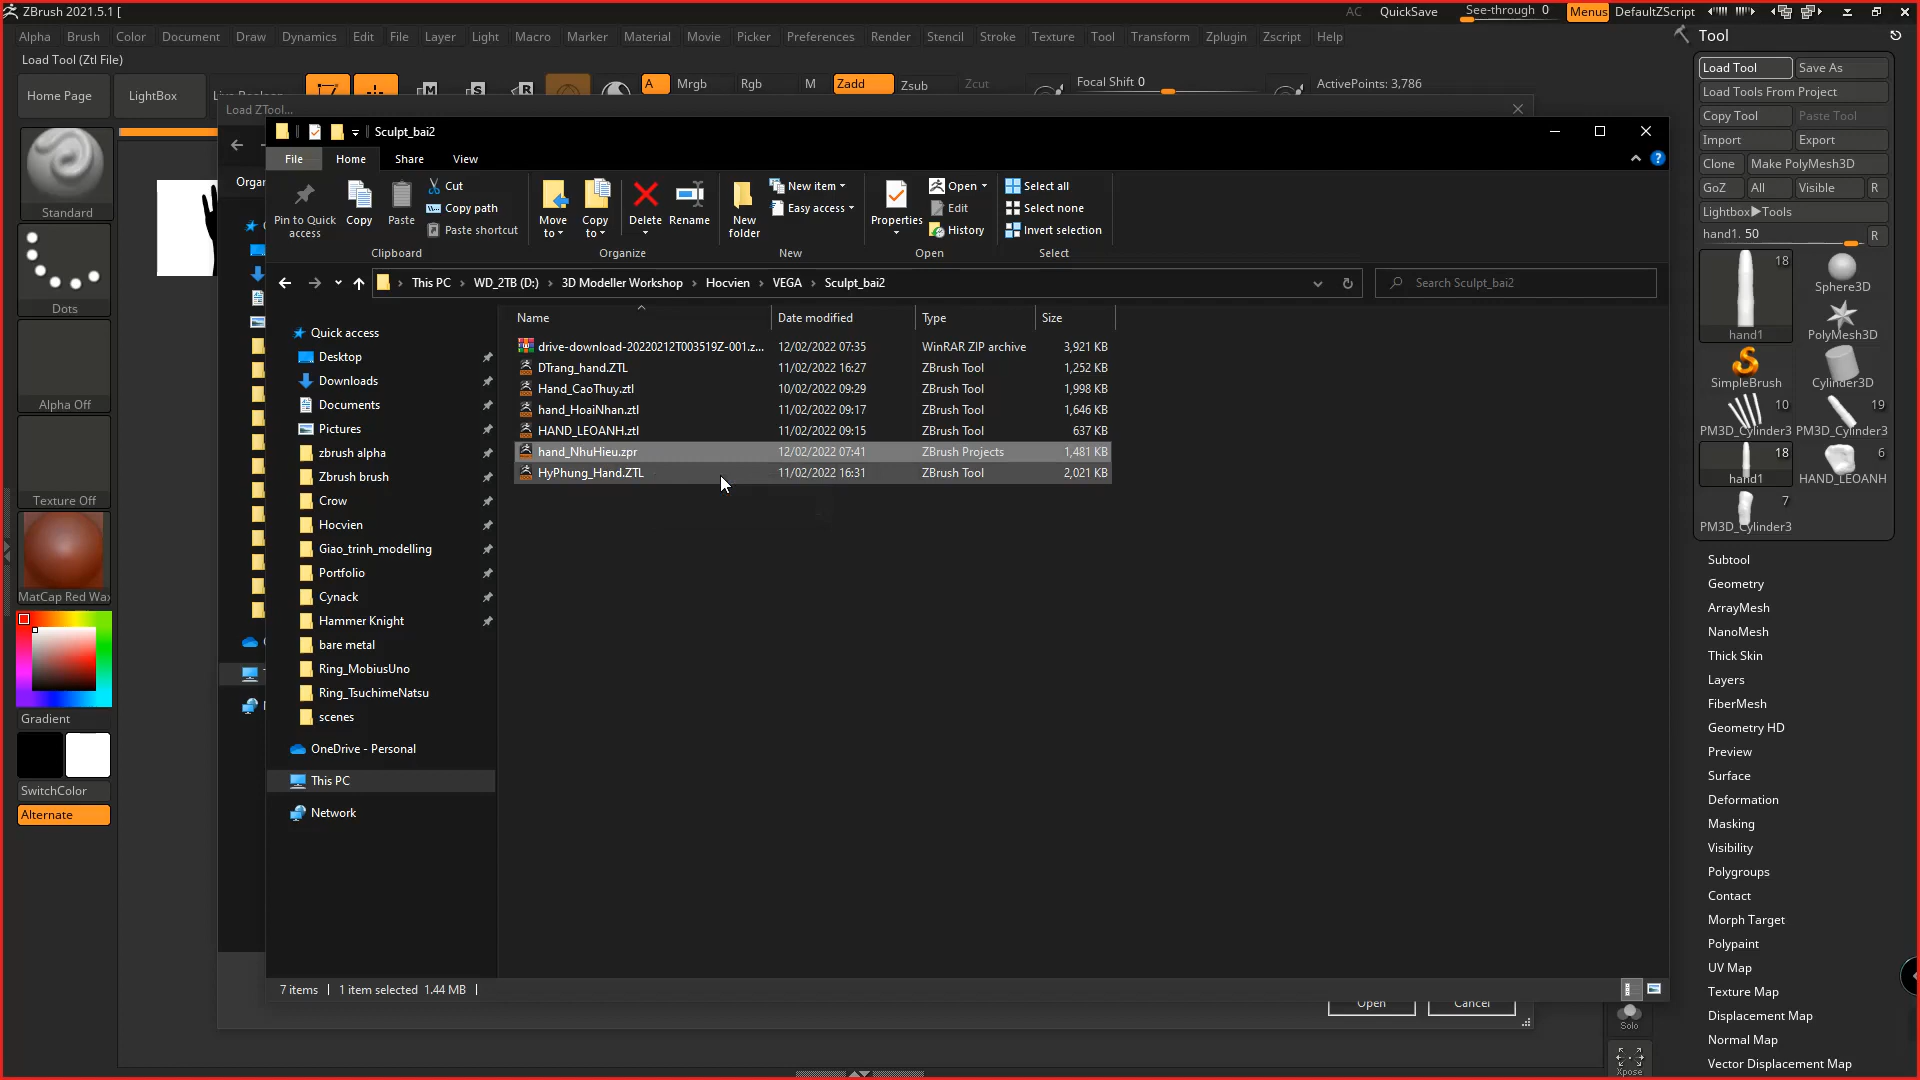 ZBrush 2021.5.1 [
AC QuickSave See-through 0 Menus DefaultZScript
Alpha Brush Color Document Draw Dynamics Edit File Layer Light Macro Marker Material Movie Picker Preferences Render Stencil Stroke Texture Tool Transform Zplugin Zscript Help
Load Tool (Ztl File)
Home Page LightBox
A Mrgb Rgb M Zadd Zsub Zcut
Focal Shift 0 ActivePoints: 3,786
Load ZTool...
Sculpt_bai2
File Home Share View
Pin to Quick access
Copy
Paste
Cut
Copy path
Paste shortcut
Clipboard
Move to
Copy to
Delete
Rename
Organize
New folder
New item
Easy access
New
Properties
Open
Edit
History
Open
Select all
Select none
Invert selection
Select
This PC WD_2TB (D:) 3D Modeller Workshop Hocvien VEGA Sculpt_bai2
Search Sculpt_bai2
Quick access
Desktop
Downloads
Documents
Pictures
zbrush alpha
Zbrush brush
Crow
Hocvien
Giao_trinh_modelling
Portfolio
Cynack
Hammer Knight
bare metal
Ring_MobiusUno
Ring_TsuchimeNatsu
scenes
OneDrive - Personal
This PC
Network
Name Date modified Type Size
drive-download-20220212T003519Z-001.z... 12/02/2022 07:35 WinRAR ZIP archive 3,921 KB
DTrang_hand.ZTL 11/02/2022 16:27 ZBrush Tool 1,252 KB
Hand_CaoThuy.ztl 10/02/2022 09:29 ZBrush Tool 1,998 KB
hand_HoaiNhan.ztl 11/02/2022 09:17 ZBrush Tool 1,646 KB
HAND_LEOANH.ztl 11/02/2022 09:15 ZBrush Tool 637 KB
hand_NhuHieu.zpr 12/02/2022 07:41 ZBrush Projects 1,481 KB
HyPhung_Hand.ZTL 11/02/2022 16:31 ZBrush Tool 2,021 KB
7 items 1 item selected 1.44 MB
Open Cancel
Standard
Dots
Alpha Off
Texture Off
MatCap Red Wax
Gradient
SwitchColor
Alternate
Solo
Xpose
Tool
Load Tool Save As
Load Tools From Project
Copy Tool Paste Tool
Import Export
Clone Make PolyMesh3D
GoZ All Visible R
Lightbox▶Tools
hand1. 50 R
18
hand1
Sphere3D
PolyMesh3D
SimpleBrush Cylinder3D
10 19
PM3D_Cylinder3 PM3D_Cylinder3
18 6
hand1 HAND_LEOANH
7
PM3D_Cylinder3
Subtool
Geometry
ArrayMesh
NanoMesh
Thick Skin
Layers
FiberMesh
Geometry HD
Preview
Surface
Deformation
Masking
Visibility
Polygroups
Contact
Morph Target
Polypaint
UV Map
Texture Map
Displacement Map
Normal Map
Vector Displacement Map